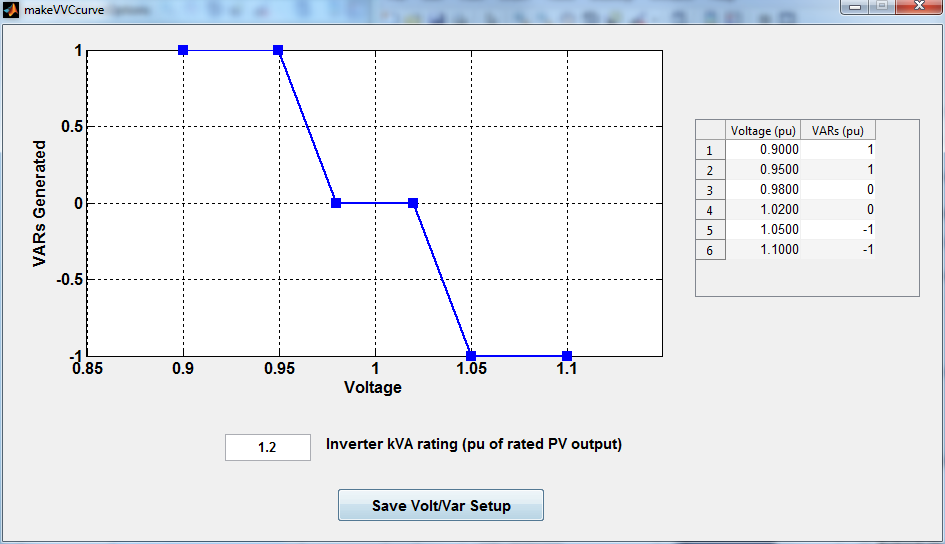 makeVVCcurve
1
0.5
0
-0.5
-1
VARs Generated
0.85 0.9 0.95 1 1.05 1.1
Voltage
Voltage (pu) VARs (pu)
1 0.9000 1
2 0.9500 1
3 0.9800 0
4 1.0200 0
5 1.0500 -1
6 1.1000 -1
1.2 Inverter kVA rating (pu of rated PV output)
Save Volt/Var Setup